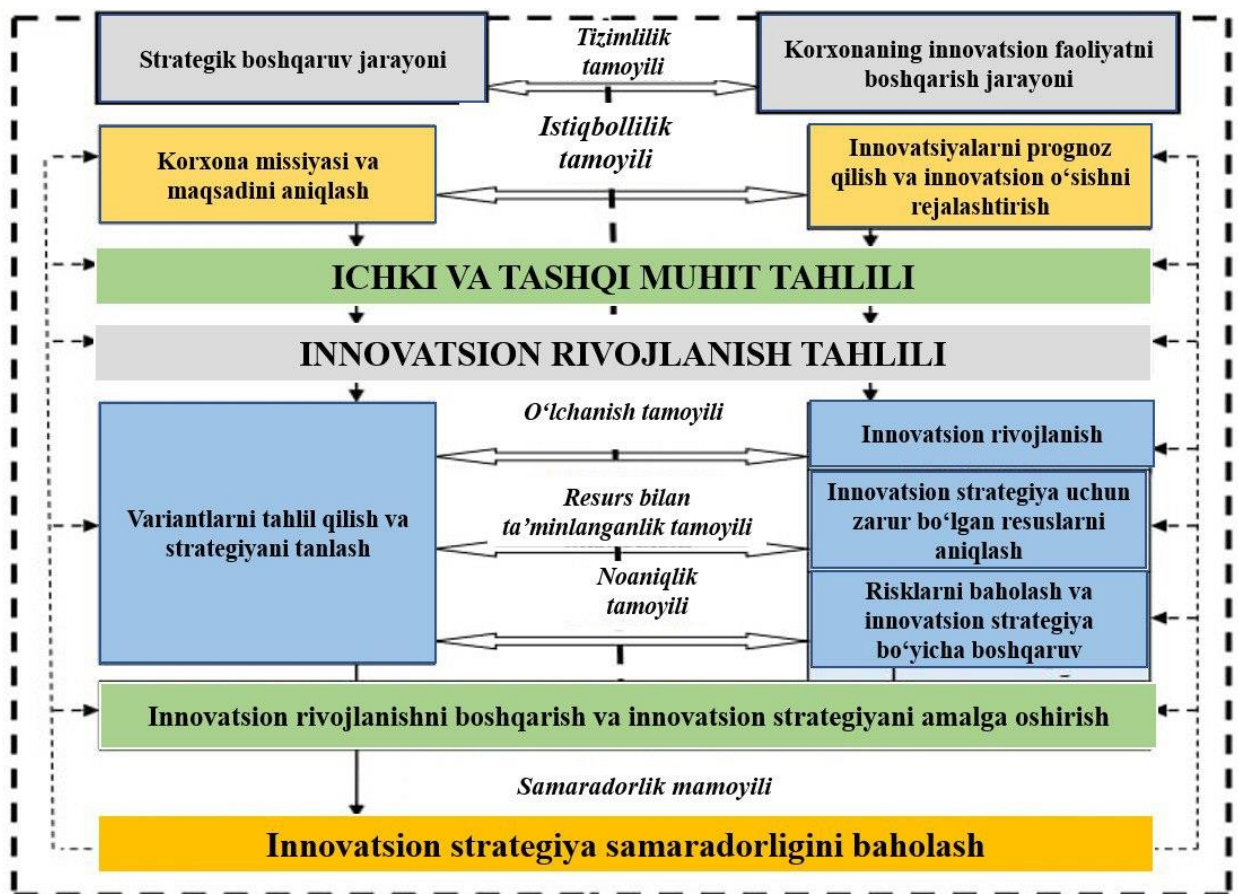 Strategik boshqaruv jarayoni
Tizimlilik
tamoyili
Korxonaning innovatsion faoliyatni
boshqarish jarayoni
Istiqbollilik
tamoyili
Korxona missiyasi va
maqsadini aniqlash
Innovatsiyalarni prognoz
qilish va innovatsion o‘sishni
rejalashtirish
ICHKI VA TASHQI MUHIT TAHLILI
INNOVATSION RIVOJLANISH TAHLILI
O‘lchanish tamoyili
Innovatsion rivojlanish
Variantlarni tahlil qilish va
strategiyani tanlash
Resurs bilan
ta’minlanganlik tamoyili
Innovatsion strategiya uchun
zarur bo‘lgan resuslarni
aniqlash
Noaniqlik
tamoyili
Risklarni baholash va
innovatsion strategiya
bo‘yicha boshqaruv
Innovatsion rivojlanishni boshqarish va innovatsion strategiyani amalga oshirish
Samaradorlik mamoyili
Innovatsion strategiya samaradorligini baholash